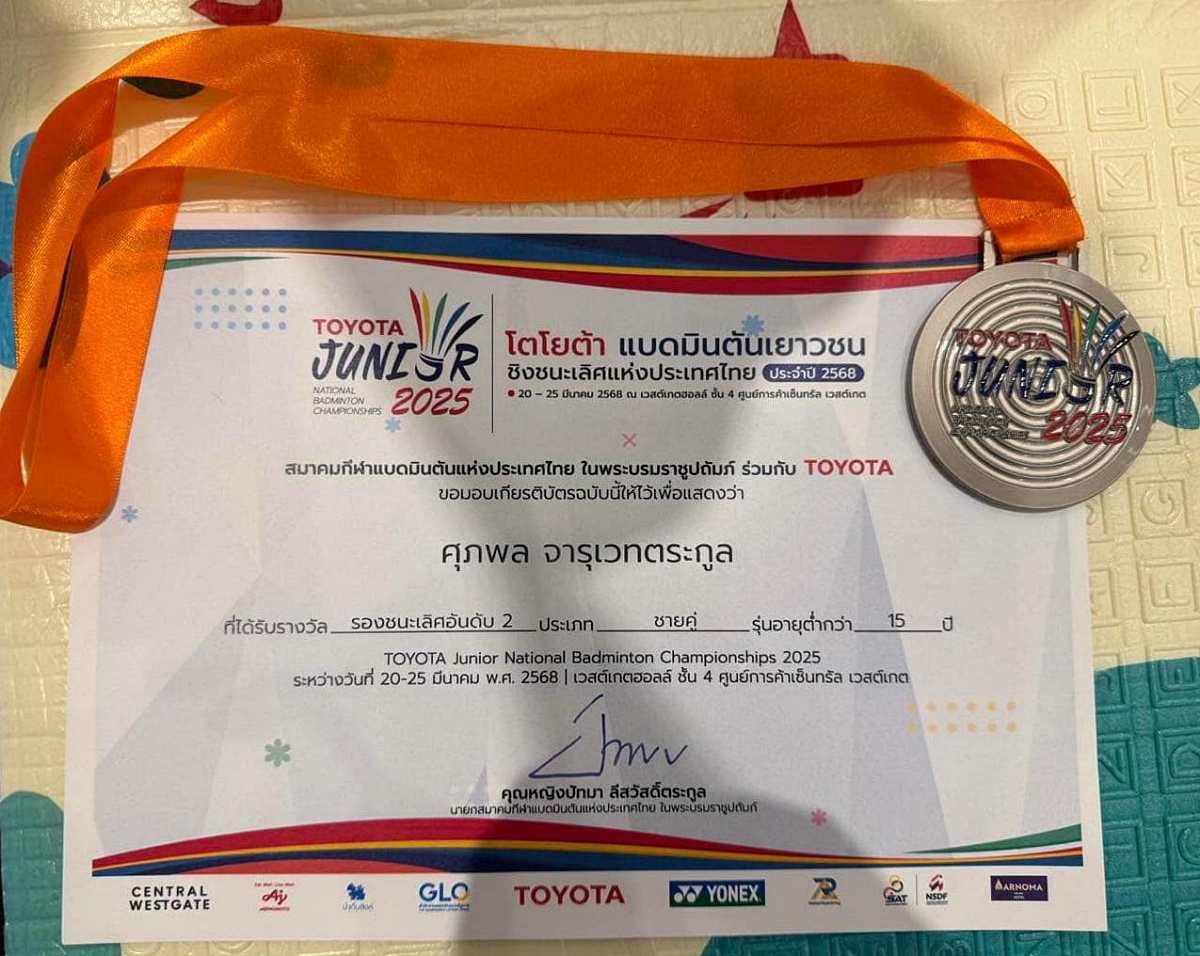 TOYOTA
JUNIOR
NATIONAL
BADMINTON
CHAMPIONSHIPS
2025
โตโยต้า แบดมินตันเยาวชน
ชิงชนะเลิศแห่งประเทศไทย ประจำปี 2568
20 – 25 มีนาคม 2568 ณ เวสต์เกตฮอลล์ ชั้น 4 ศูนย์การค้าเซ็นทรัล เวสต์เกต
TOYOTA
JUNIOR
2025
สมาคมกีฬาแบดมินตันแห่งประเทศไทย ในพระบรมราชูปถัมภ์ ร่วมกับ TOYOTA
ขอมอบเกียรติบัตรฉบับนี้ให้ไว้เพื่อแสดงว่า
ศุภพล จารุเวทตระกูล
ที่ได้รับรางวัล รองชนะเลิศอันดับ 2 ประเภท ชายคู่ รุ่นอายุต่ำกว่า 15 ปี
TOYOTA Junior National Badminton Championships 2025
ระหว่างวันที่ 20-25 มีนาคม พ.ศ. 2568 | เวสต์เกตฮอลล์ ชั้น 4 ศูนย์การค้าเซ็นทรัล เวสต์เกต
คุณหญิงปัทมา ลีสวัสดิ์ตระกูล
นายกสมาคมกีฬาแบดมินตันแห่งประเทศไทย ในพระบรมราชูปถัมภ์
CENTRAL
WESTGATE
Eat Well, Live Well.
AJINOMOTO
น้ำดื่มสิงห์
GLO
TOYOTA
YONEX
SAT
NSDF
ARNOMA
HOTEL